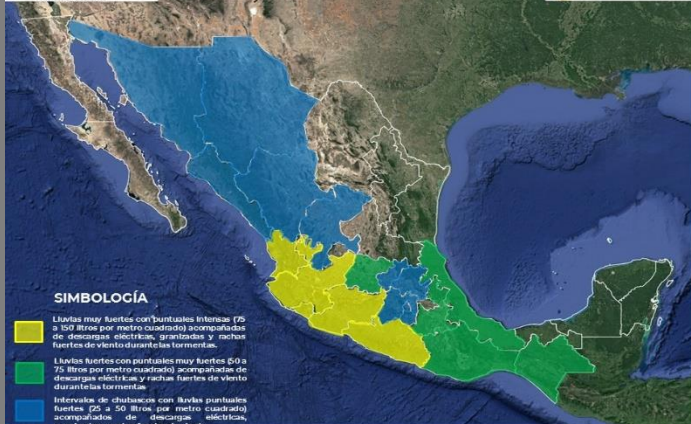 SIMBOLOGÍA
Lluvias muy fuertes con puntuales intensas (75
a 150 litros por metro cuadrado) acompañadas
de descargas eléctricas, granizadas y rachas
fuertes de viento durante las tormentas.
Lluvias fuertes con puntuales muy fuertes (50 a
75 litros por metro cuadrado) acompañadas de
descargas eléctricas y rachas fuertes de viento
durante las tormentas
Intervalos de chubascos con lluvias puntuales
fuertes (25 a 50 litros por metro cuadrado)
acompañados de descargas eléctricas,